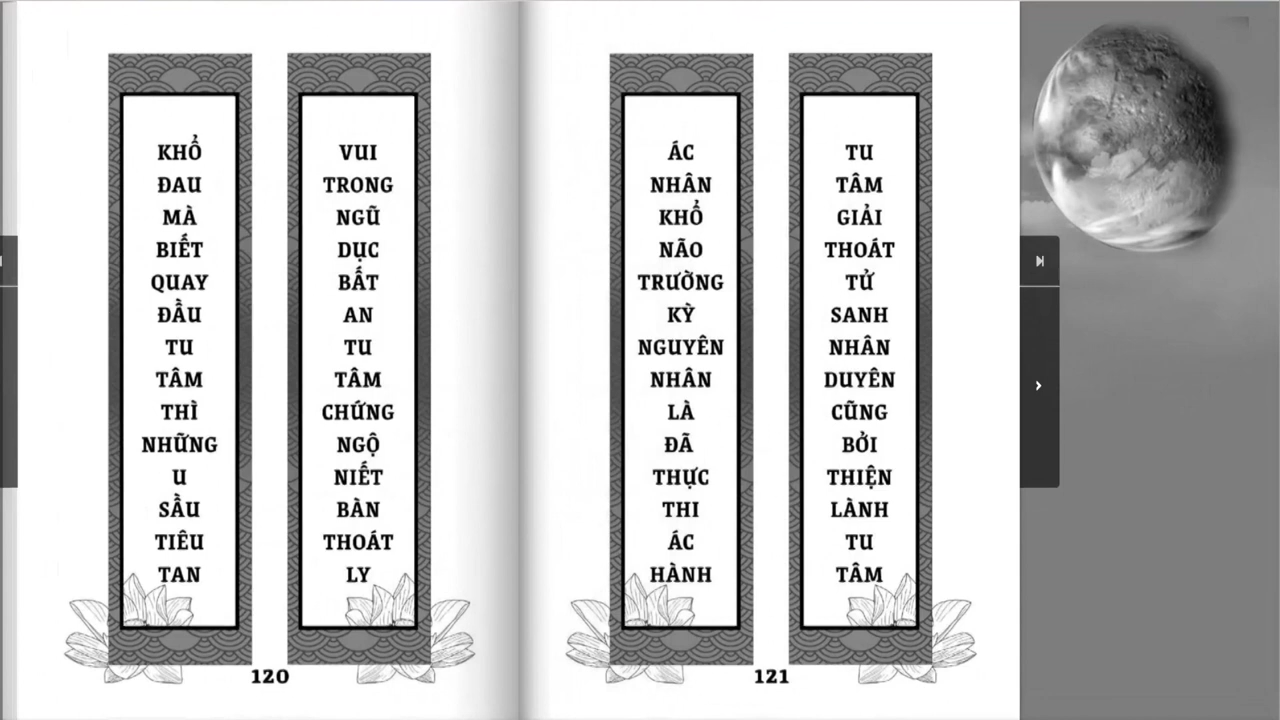 KHỔ
ĐAU
MÀ
BIẾT
QUAY
ĐẦU
TU
TÂM
THÌ
NHỮNG
U
SẦU
TIÊU
TAN
VUI
TRONG
NGŨ
DỤC
BẤT
AN
TU
TÂM
CHỨNG
NGỘ
NIẾT
BÀN
THOÁT
LY
120
ÁC
NHÂN
KHỔ
NÃO
TRƯỜNG
KỲ
NGUYÊN
NHÂN
LÀ
ĐÃ
THỰC
THI
ÁC
HÀNH
TU
TÂM
GIẢI
THOÁT
TỬ
SANH
NHÂN
DUYÊN
CŨNG
BỞI
THIỆN
LÀNH
TU
TÂM
121